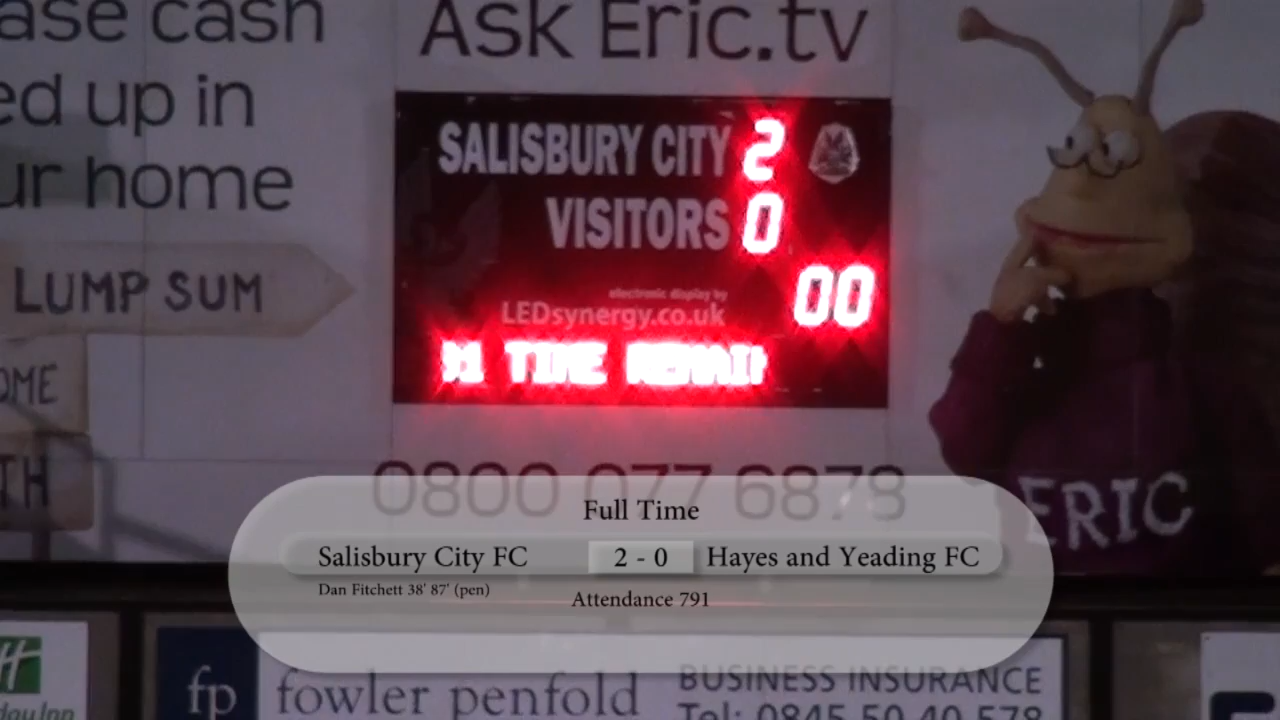 ase cash
ed up in
ur home
LUMP SUM
OME
TH
Ask Eric.tv
SALISBURY CITY 2
VISITORS 0
00
electronic display by
LEDsynergy.co.uk
TIME REMAI
0800 077 6873
ERIC
Full Time
Salisbury City FC 2 - 0 Hayes and Yeading FC
Dan Fitchett 38' 87' (pen)
Attendance 791
fp fowler penfold
BUSINESS INSURANCE
Tel: 0845 50 40 578